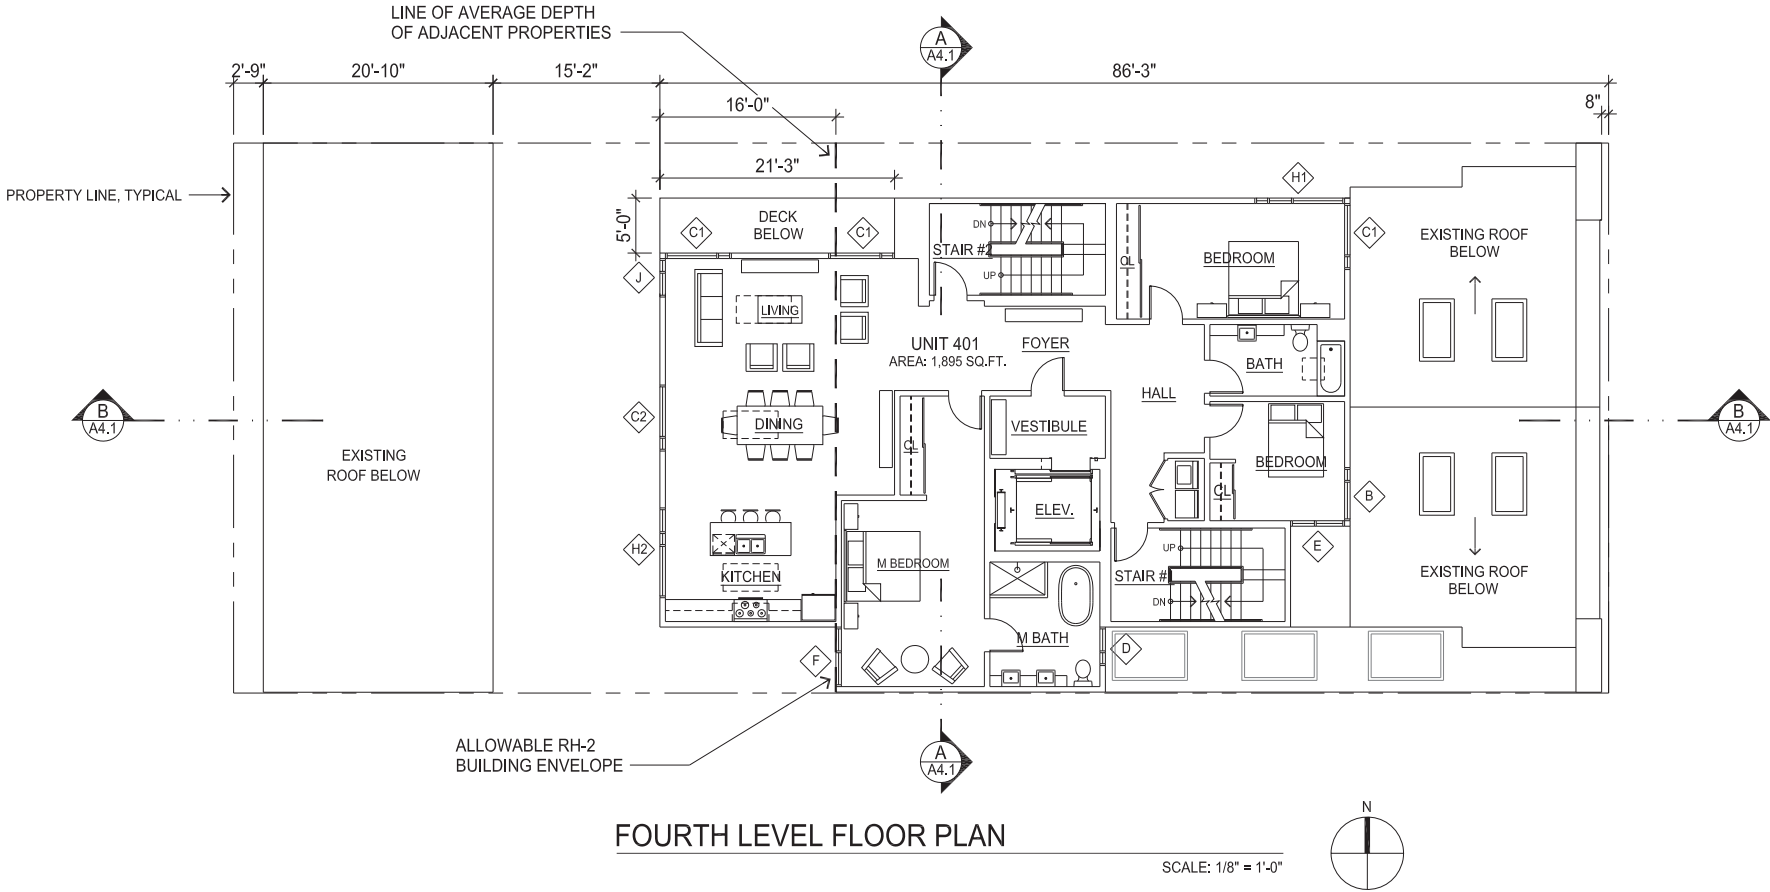 LINE OF AVERAGE DEPTH
OF ADJACENT PROPERTIES
A
A4.1
2'-9"
20'-10"
15'-2"
86'-3"
16'-0"
8"
21'-3"
PROPERTY LINE, TYPICAL
5'-0"
DECK
BELOW
C1
C1
H1
C1
J
STAIR #2
DN
UP
CL
BEDROOM
EXISTING ROOF
BELOW
LIVING
UNIT 401
AREA: 1,895 SQ.FT.
FOYER
BATH
HALL
B
A4.1
C2
DINING
CL
VESTIBULE
BEDROOM
B
A4.1
EXISTING
ROOF BELOW
CL
B
ELEV.
H2
KITCHEN
M BEDROOM
UP
STAIR #
DN
E
EXISTING ROOF
BELOW
F
M BATH
D
ALLOWABLE RH-2
BUILDING ENVELOPE
A
A4.1
FOURTH LEVEL FLOOR PLAN
SCALE: 1/8" = 1'-0"
N